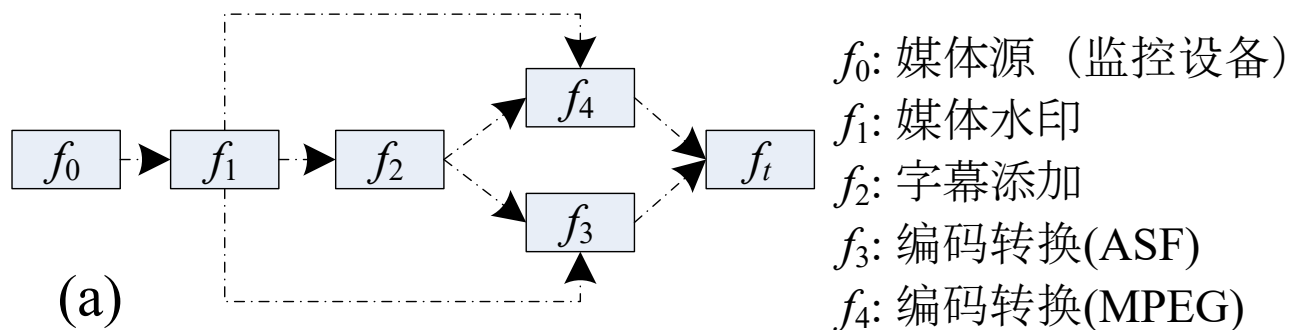 f₀
f₁
f₂
f₄
f₃
fₜ
(a)
f₀: 媒体源（监控设备）
f₁: 媒体水印
f₂: 字幕添加
f₃: 编码转换(ASF)
f₄: 编码转换(MPEG)